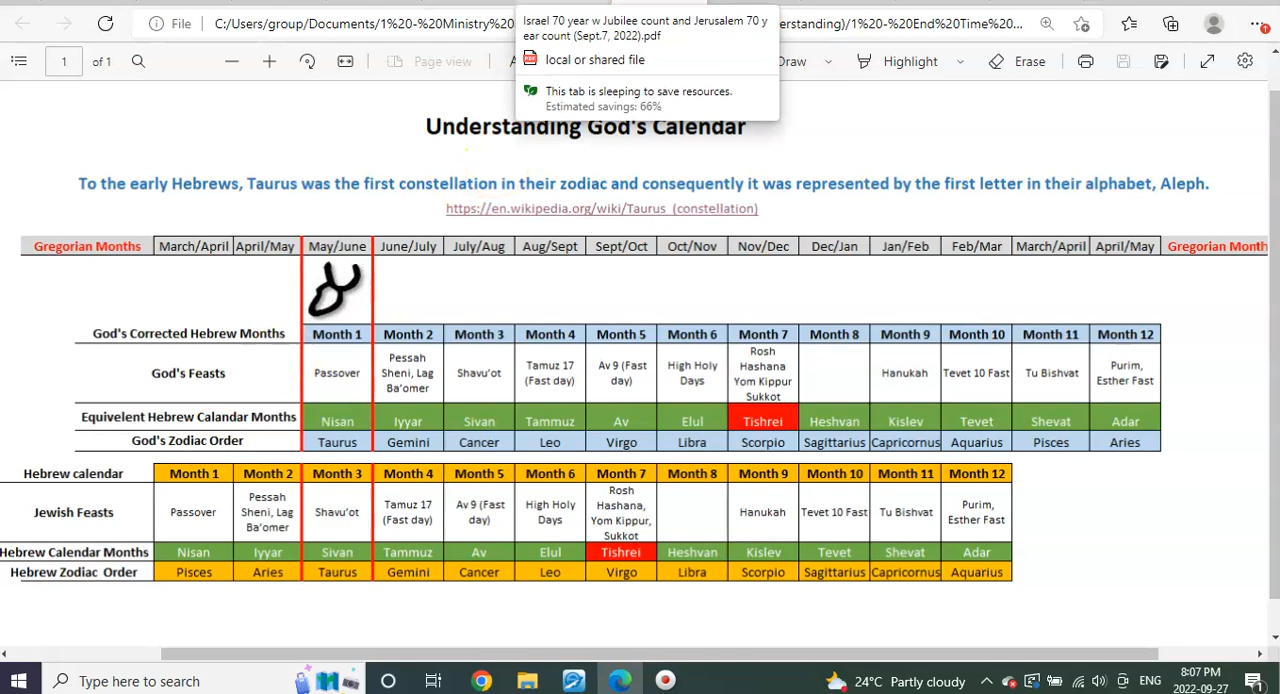 File
C:/Users/group/Documents/1%20-%20Ministry
erstanding)/1%20-%20End%20Time%20...
Israel 70 year w Jubilee count and Jerusalem 70 y
ear count (Sept.7, 2022).pdf
local or shared file
This tab is sleeping to save resources.
Estimated savings: 66%
1 of 1
Page view
Draw
Highlight
Erase
Understanding God's Calendar
To the early Hebrews, Taurus was the first constellation in their zodiac and consequently it was represented by the first letter in their alphabet, Aleph.
https://en.wikipedia.org/wiki/Taurus_(constellation)
Gregorian Months March/April April/May May/June June/July July/Aug Aug/Sept Sept/Oct Oct/Nov Nov/Dec Dec/Jan Jan/Feb Feb/Mar March/April April/May Gregorian Month
God's Corrected Hebrew Months Month 1 Month 2 Month 3 Month 4 Month 5 Month 6 Month 7 Month 8 Month 9 Month 10 Month 11 Month 12
God's Feasts Passover Pessah Sheni, Lag Ba'omer Shavu'ot Tamuz 17 (Fast day) Av 9 (Fast day) High Holy Days Rosh Hashana Yom Kippur Sukkot Hanukah Tevet 10 Fast Tu Bishvat Purim, Esther Fast
Equivelent Hebrew Calandar Months Nisan Iyyar Sivan Tammuz Av Elul Tishrei Heshvan Kislev Tevet Shevat Adar
God's Zodiac Order Taurus Gemini Cancer Leo Virgo Libra Scorpio Sagittarius Capricornus Aquarius Pisces Aries
Hebrew calendar Month 1 Month 2 Month 3 Month 4 Month 5 Month 6 Month 7 Month 8 Month 9 Month 10 Month 11 Month 12
Jewish Feasts Passover Pessah Sheni, Lag Ba'omer Shavu'ot Tamuz 17 (Fast day) Av 9 (Fast day) High Holy Days Rosh Hashana, Yom Kippur, Sukkot Hanukah Tevet 10 Fast Tu Bishvat Purim, Esther Fast
Hebrew Calendar Months Nisan Iyyar Sivan Tammuz Av Elul Tishrei Heshvan Kislev Tevet Shevat Adar
Hebrew Zodiac Order Pisces Aries Taurus Gemini Cancer Leo Virgo Libra Scorpio Sagittarius Capricornus Aquarius
Type here to search
24°C Partly cloudy
ENG
8:07 PM
2022-09-27